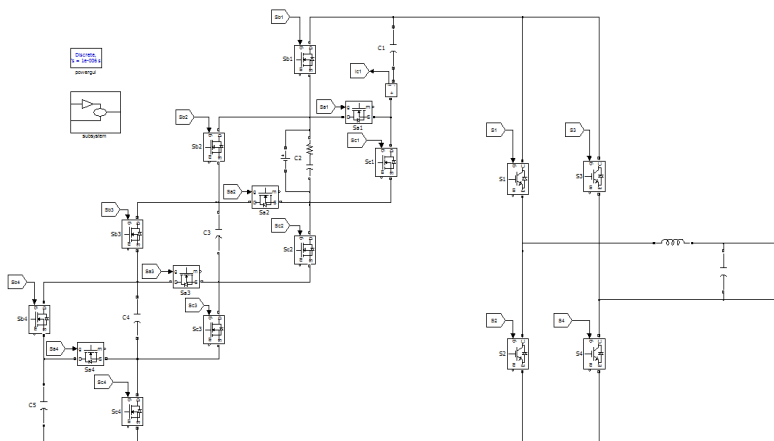 Sb1
Sb1
C1
Discrete,
s = 1e-006 s
powergui
Ic1
Sa1
Sa1
subsystem
Sb2
Sb2
Sc1
Sc1
S1
S1
S3
S3
C2
Sa2
Sa2
Sb3
Sb3
Sc2
Sc2
C3
Sa3
Sa3
Sb4
Sb4
Sc3
Sc3
C4
S2
S2
S4
S4
Sa4
Sa4
Sc4
Sc4
C5